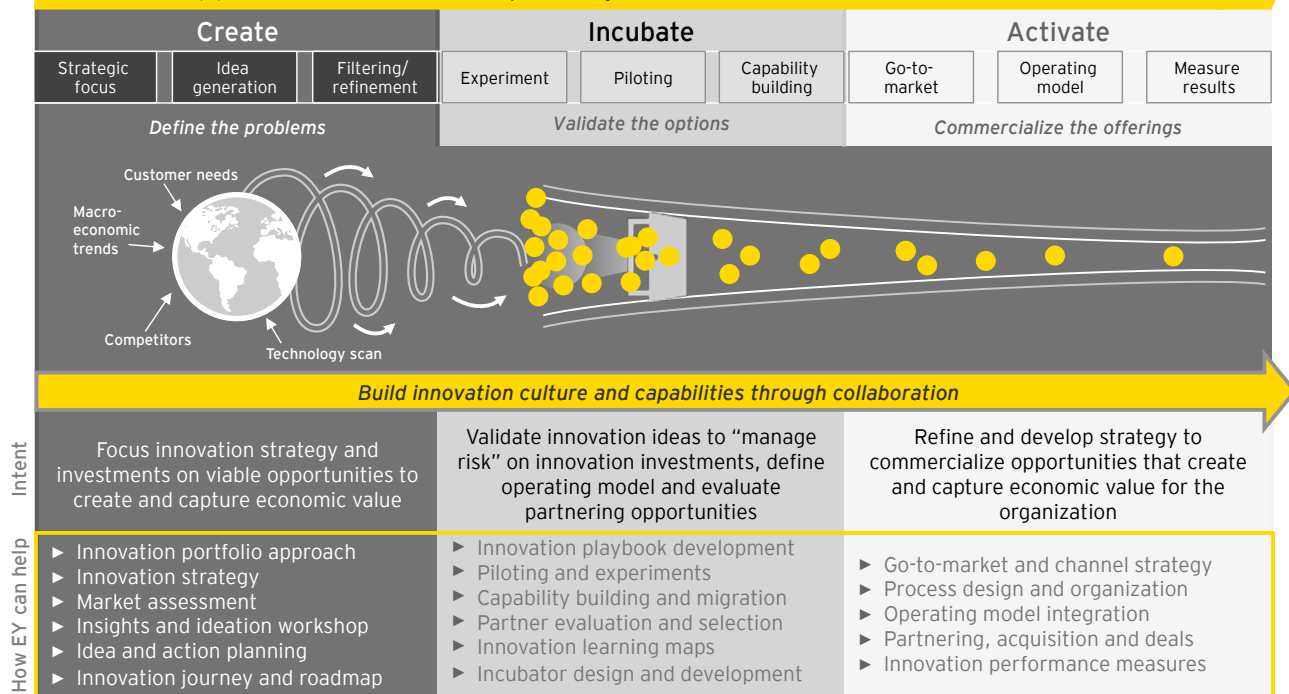 Create
Incubate
Activate
Strategic
focus
Idea
generation
Filtering/
refinement
Experiment
Piloting
Capability
building
Go-to-
market
Operating
model
Measure
results
Define the problems
Validate the options
Commercialize the offerings
Customer needs
Macro-
economic
trends
Competitors
Technology scan
Build innovation culture and capabilities through collaboration
Intent
Focus innovation strategy and
investments on viable opportunities to
create and capture economic value
Validate innovation ideas to “manage
risk” on innovation investments, define
operating model and evaluate
partnering opportunities
Refine and develop strategy to
commercialize opportunities that create
and capture economic value for the
organization
How EY can help
► Innovation portfolio approach
► Innovation strategy
► Market assessment
► Insights and ideation workshop
► Idea and action planning
► Innovation journey and roadmap
► Innovation playbook development
► Piloting and experiments
► Capability building and migration
► Partner evaluation and selection
► Innovation learning maps
► Incubator design and development
► Go-to-market and channel strategy
► Process design and organization
► Operating model integration
► Partnering, acquisition and deals
► Innovation performance measures